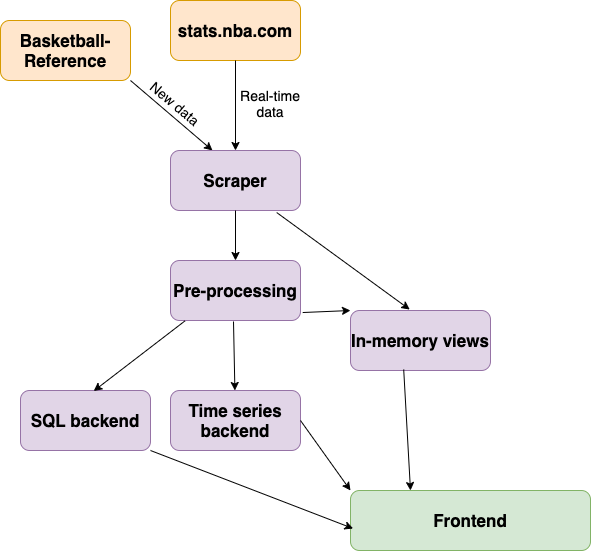 Basketball-
Reference
stats.nba.com
New data
Real-time
data
Scraper
Pre-processing
In-memory views
SQL backend
Time series
backend
Frontend